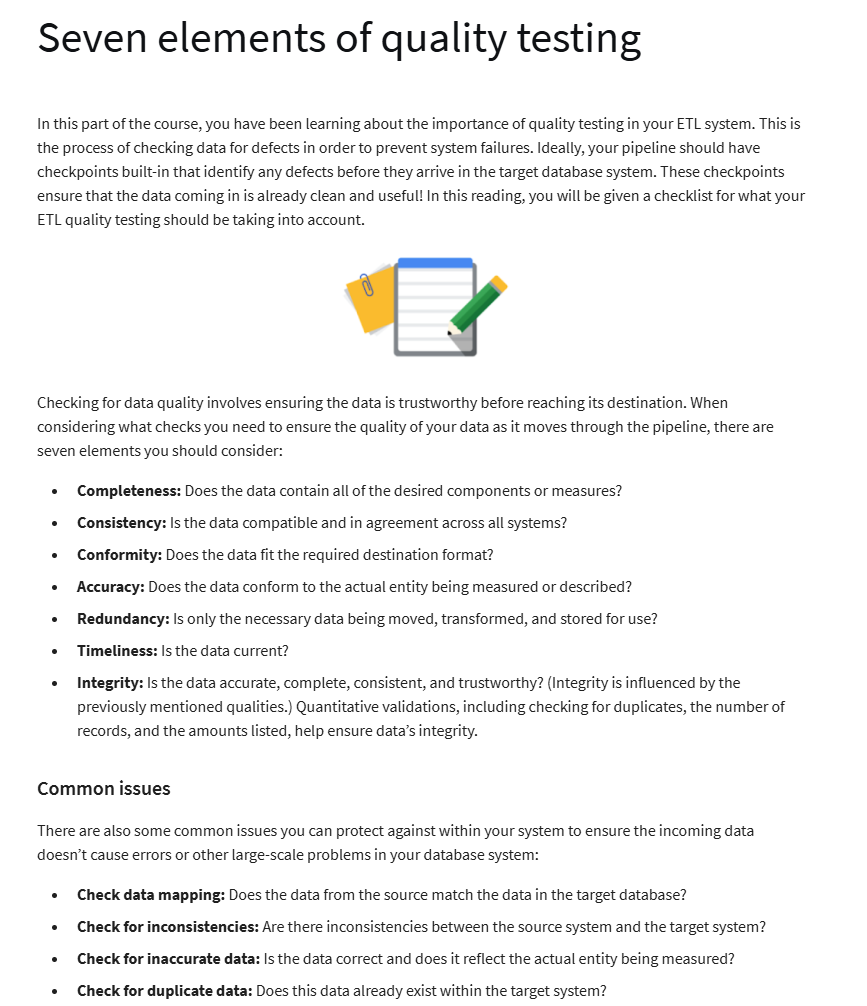 Seven elements of quality testing
In this part of the course, you have been learning about the importance of quality testing in your ETL system. This is
the process of checking data for defects in order to prevent system failures. Ideally, your pipeline should have
checkpoints built-in that identify any defects before they arrive in the target database system. These checkpoints
ensure that the data coming in is already clean and useful! In this reading, you will be given a checklist for what your
ETL quality testing should be taking into account.
Checking for data quality involves ensuring the data is trustworthy before reaching its destination. When
considering what checks you need to ensure the quality of your data as it moves through the pipeline, there are
seven elements you should consider:
• Completeness: Does the data contain all of the desired components or measures?
• Consistency: Is the data compatible and in agreement across all systems?
• Conformity: Does the data fit the required destination format?
• Accuracy: Does the data conform to the actual entity being measured or described?
• Redundancy: Is only the necessary data being moved, transformed, and stored for use?
• Timeliness: Is the data current?
• Integrity: Is the data accurate, complete, consistent, and trustworthy? (Integrity is influenced by the
previously mentioned qualities.) Quantitative validations, including checking for duplicates, the number of
records, and the amounts listed, help ensure data’s integrity.
Common issues
There are also some common issues you can protect against within your system to ensure the incoming data
doesn’t cause errors or other large-scale problems in your database system:
• Check data mapping: Does the data from the source match the data in the target database?
• Check for inconsistencies: Are there inconsistencies between the source system and the target system?
• Check for inaccurate data: Is the data correct and does it reflect the actual entity being measured?
• Check for duplicate data: Does this data already exist within the target system?